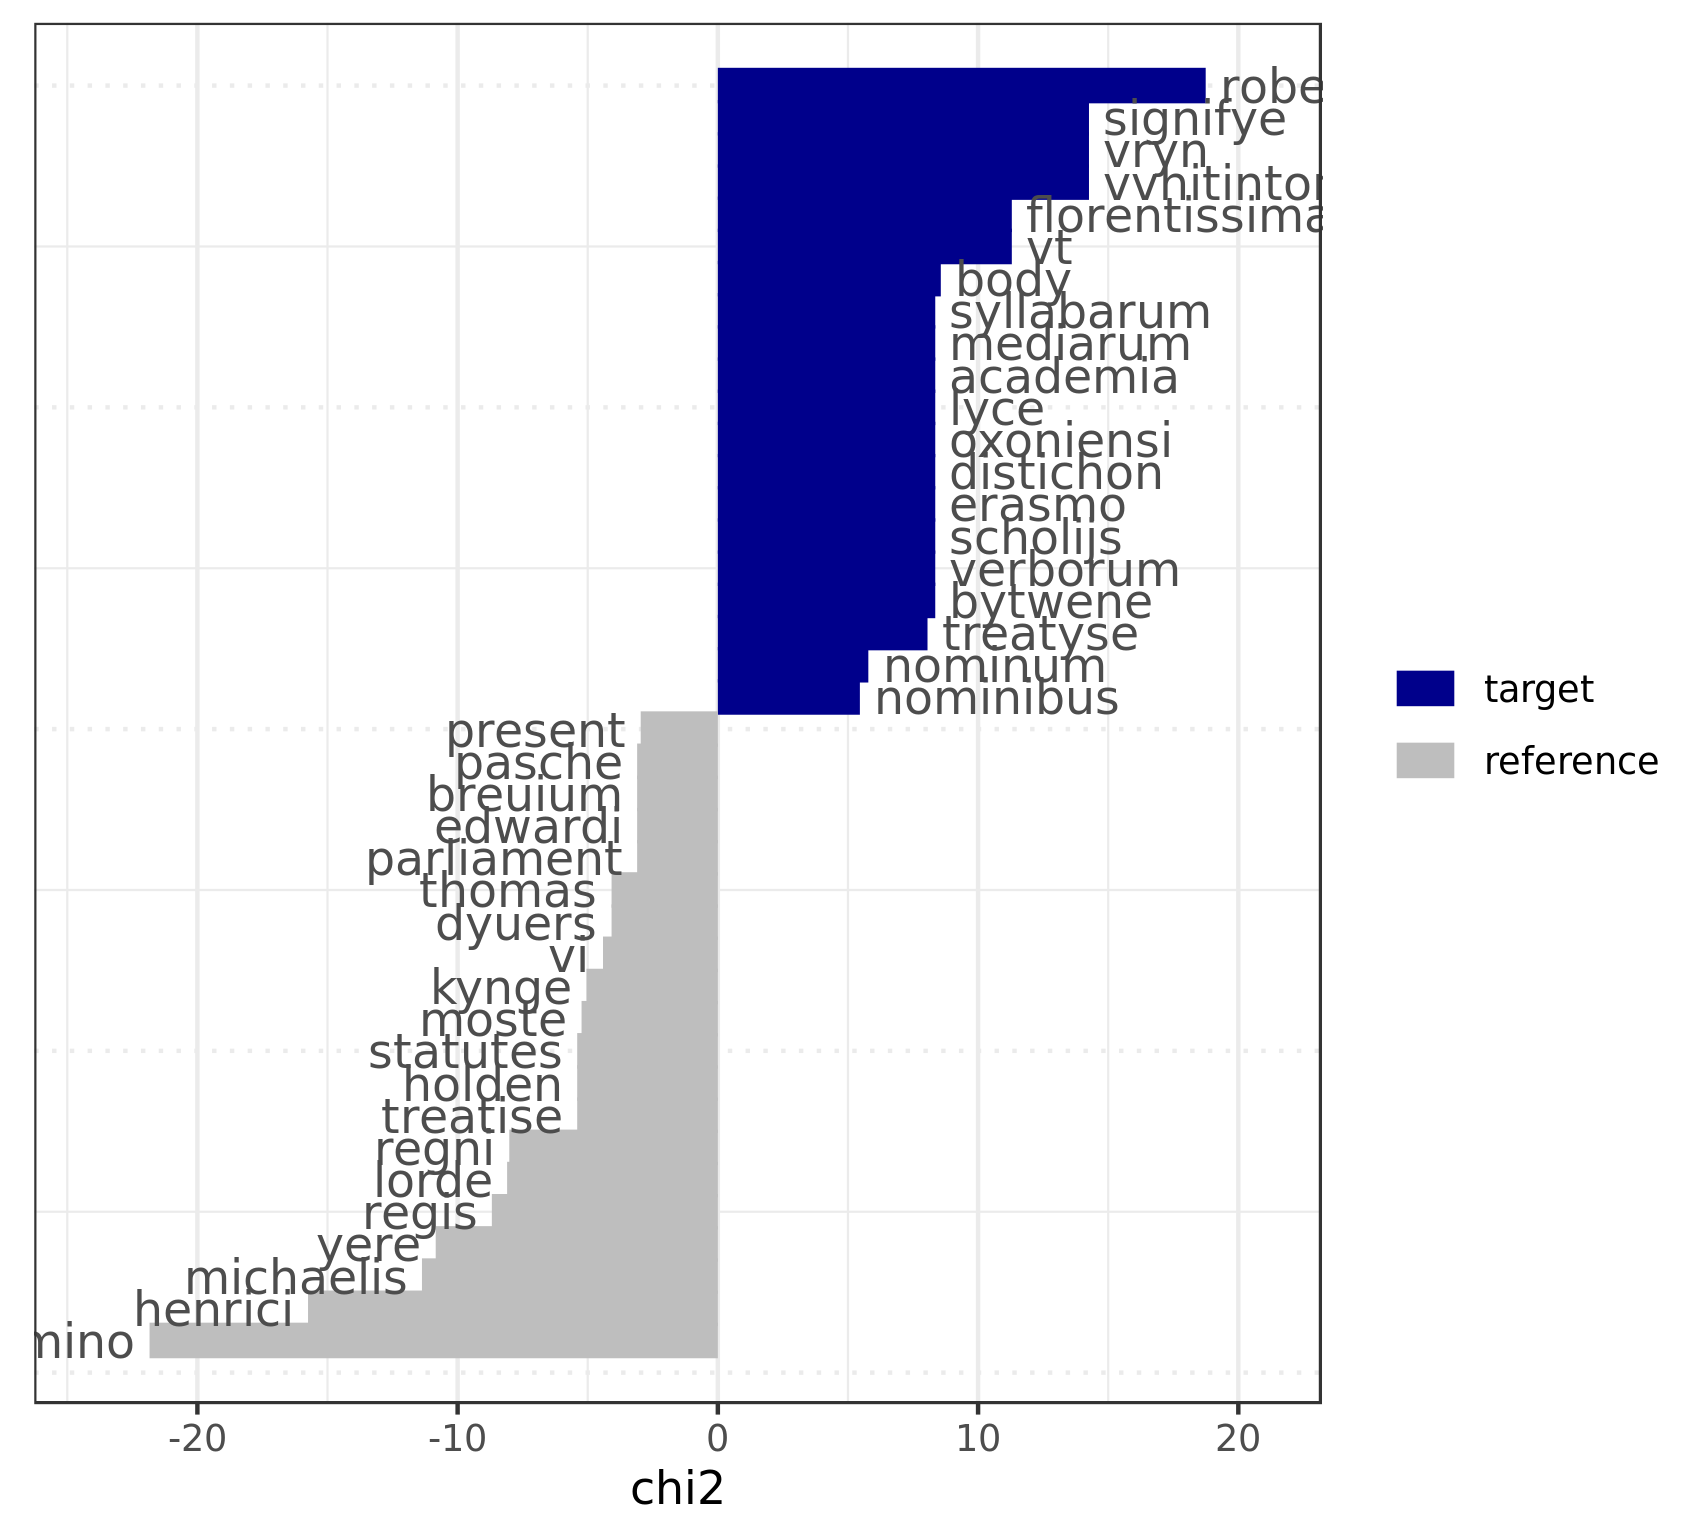 robe
signifye
vryn
vvhitinton
florentissima
vt
body
syllabarum
mediarum
academia
lyce
oxoniensi
distichon
erasmo
scholijs
verborum
bytwene
treatyse
nominum
nominibus
present
pasche
breuium
edwardi
parliament
thomas
dyuers
vi
kynge
moste
statutes
holden
treatise
regni
lorde
regis
yere
michaelis
henrici
mino
target
reference
-20 -10 0 10 20
chi2